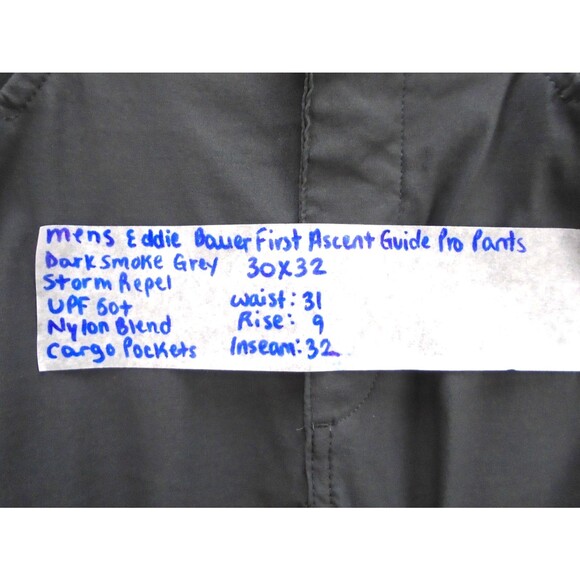 mens Eddie Bauer First Ascent Guide Pro Pants
Dark Smoke Grey 30x32
Storm Repel
UPF 50+ Waist: 31
Nylon Blend Rise: 9
Cargo Pockets Inseam: 32